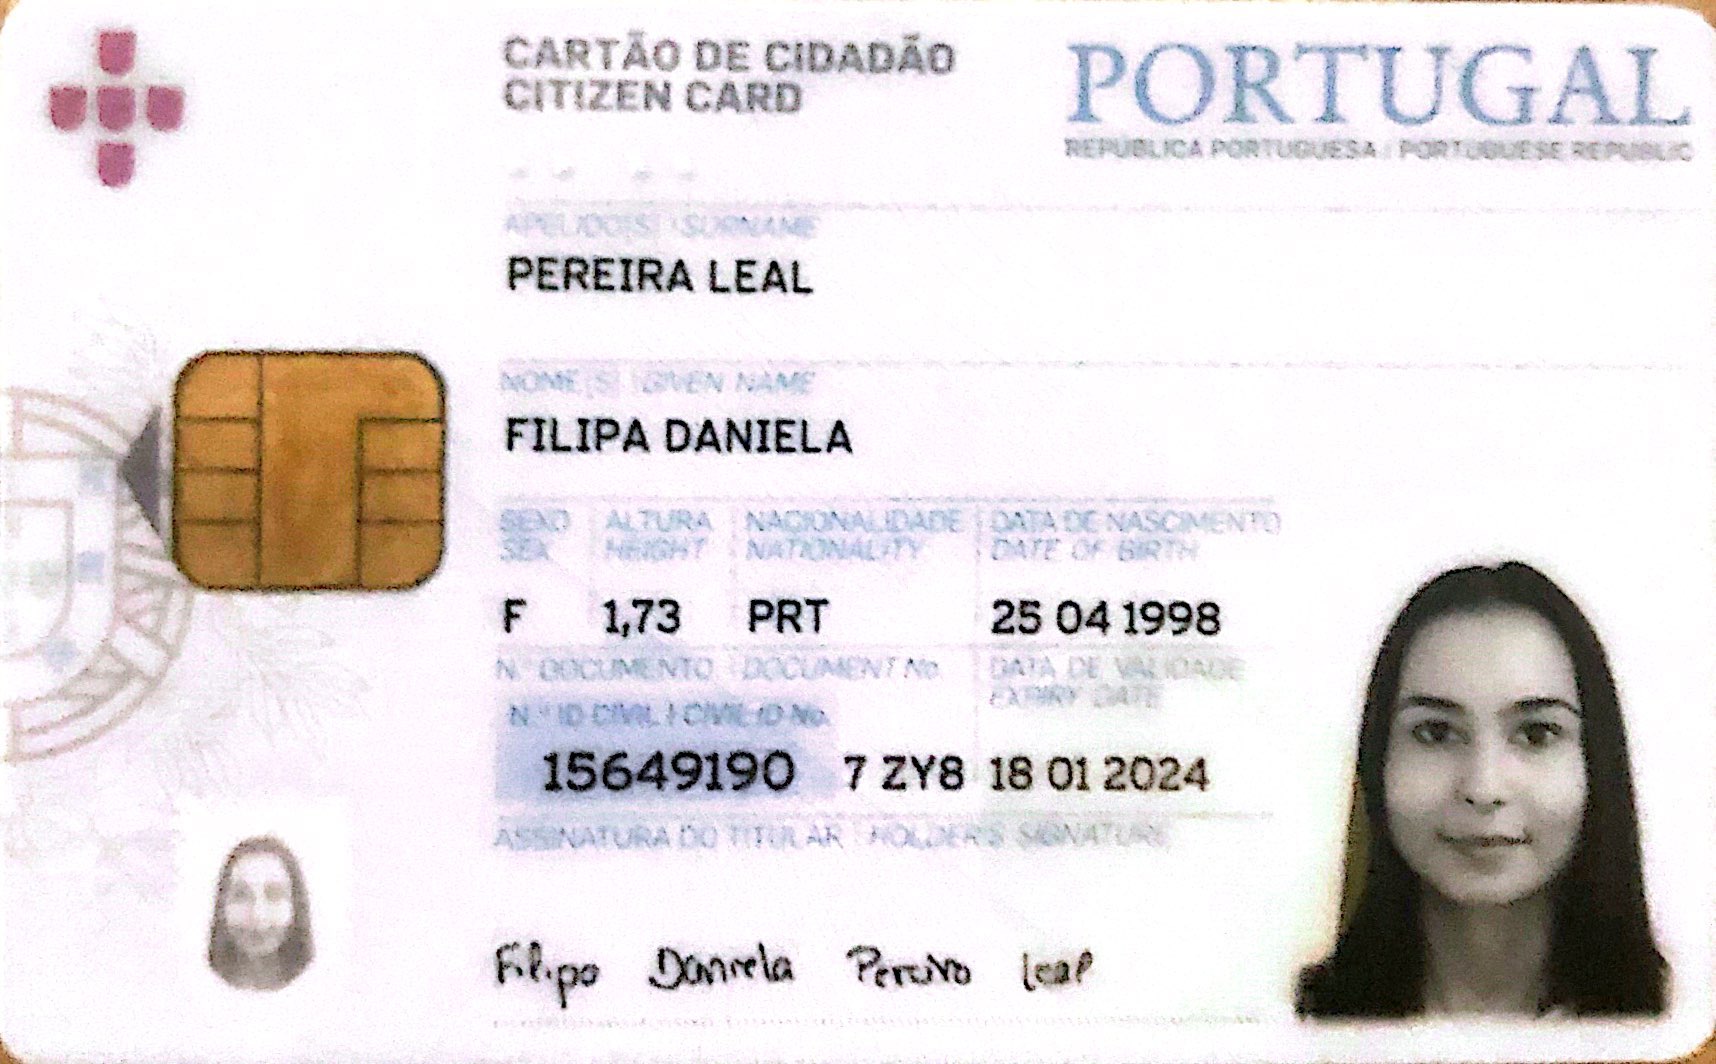 CARTÃO DE CIDADÃO
CITIZEN CARD
PORTUGAL
REPÚBLICA PORTUGUESA / PORTUGUESE REPUBLIC
APELIDO(S) / SURNAME
PEREIRA LEAL
NOME(S) / GIVEN NAME
FILIPA DANIELA
SEXO ALTURA NACIONALIDADE DATA DE NASCIMENTO
SEX HEIGHT NATIONALITY DATE OF BIRTH
F 1,73 PRT 25 04 1998
N.º DOCUMENTO / DOCUMENT No. DATA DE VALIDADE
N.º ID CIVIL / CIVIL ID No. EXPIRY DATE
15649190 7 ZY8 18 01 2024
ASSINATURA DO TITULAR / HOLDER'S SIGNATURE
Filipa Daniela Pereira Leal